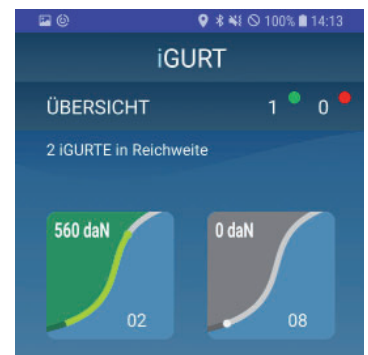 100% 14:13
iGURT
ÜBERSICHT 1 0
2 iGURTE in Reichweite
560 daN 0 daN
02 08